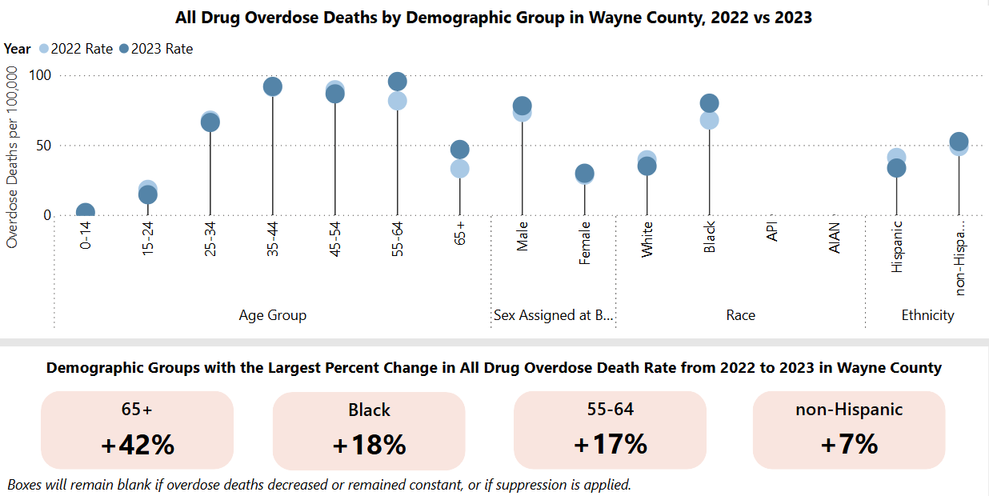 All Drug Overdose Deaths by Demographic Group in Wayne County, 2022 vs 2023
Year 2022 Rate 2023 Rate
Overdose Deaths per 100,000
100
50
0
0-14
15-24
25-34
35-44
45-54
55-64
65+
Male
Female
White
Black
API
AIAN
Hispanic
non-Hispa...
Age Group
Sex Assigned at B...
Race
Ethnicity
Demographic Groups with the Largest Percent Change in All Drug Overdose Death Rate from 2022 to 2023 in Wayne County
65+
+42%
Black
+18%
55-64
+17%
non-Hispanic
+7%
Boxes will remain blank if overdose deaths decreased or remained constant, or if suppression is applied.